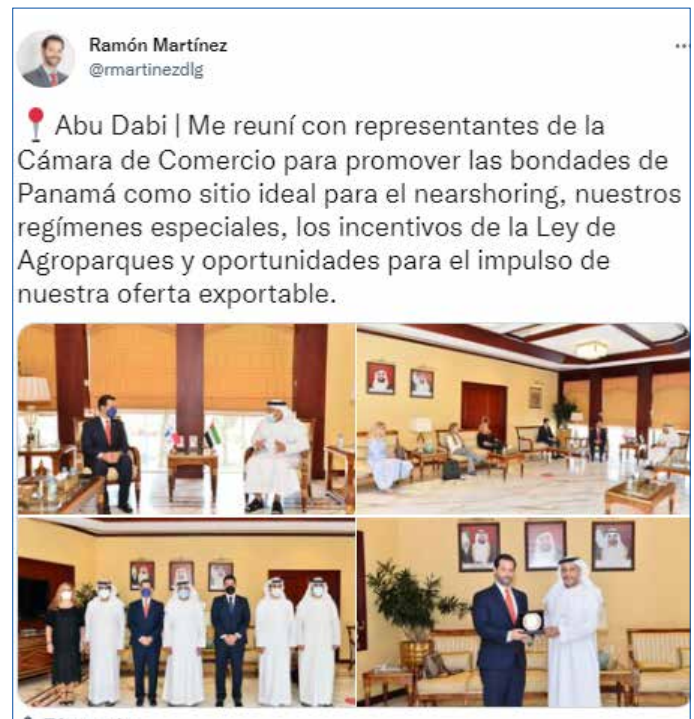 Ramón Martínez
@rmartinezdlg
Abu Dabi | Me reuní con representantes de la
Cámara de Comercio para promover las bondades de
Panamá como sitio ideal para el nearshoring, nuestros
regímenes especiales, los incentivos de la Ley de
Agroparques y oportunidades para el impulso de
nuestra oferta exportable.